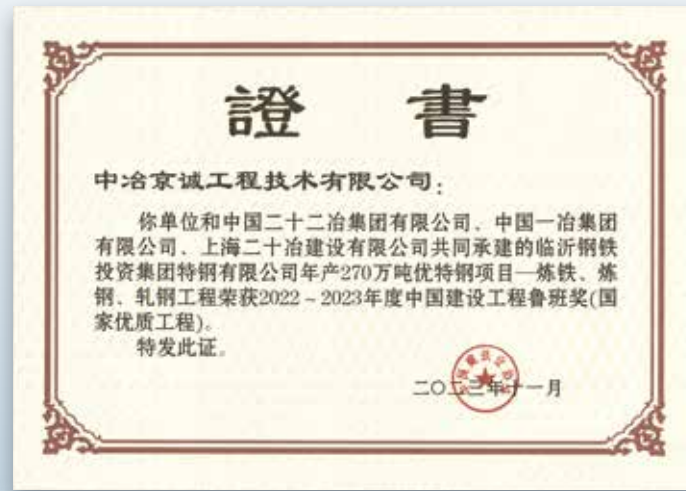 證 書
中冶京诚工程技术有限公司:
你单位和中国二十二冶集团有限公司、中国一冶集团
有限公司、上海二十冶建设有限公司共同承建的临沂钢铁
投资集团特钢有限公司年产270万吨优特钢项目—炼铁、炼
钢、轧钢工程荣获2022～2023年度中国建设工程鲁班奖(国
家优质工程)。
特发此证。
二〇二三年十一月